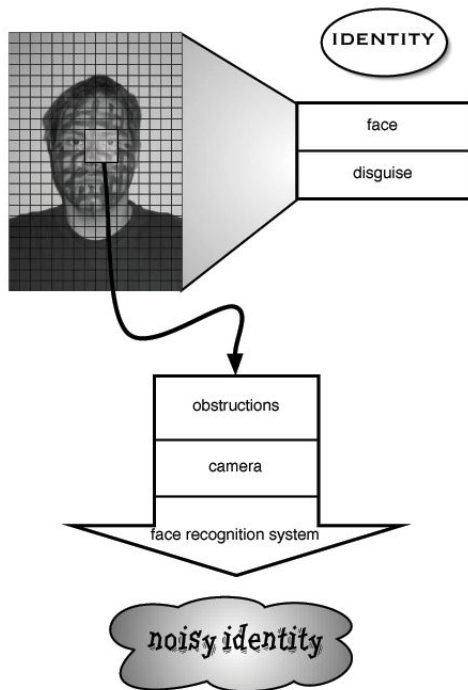 IDENTITY
face
disguise
obstructions
camera
face recognition system
noisy identity